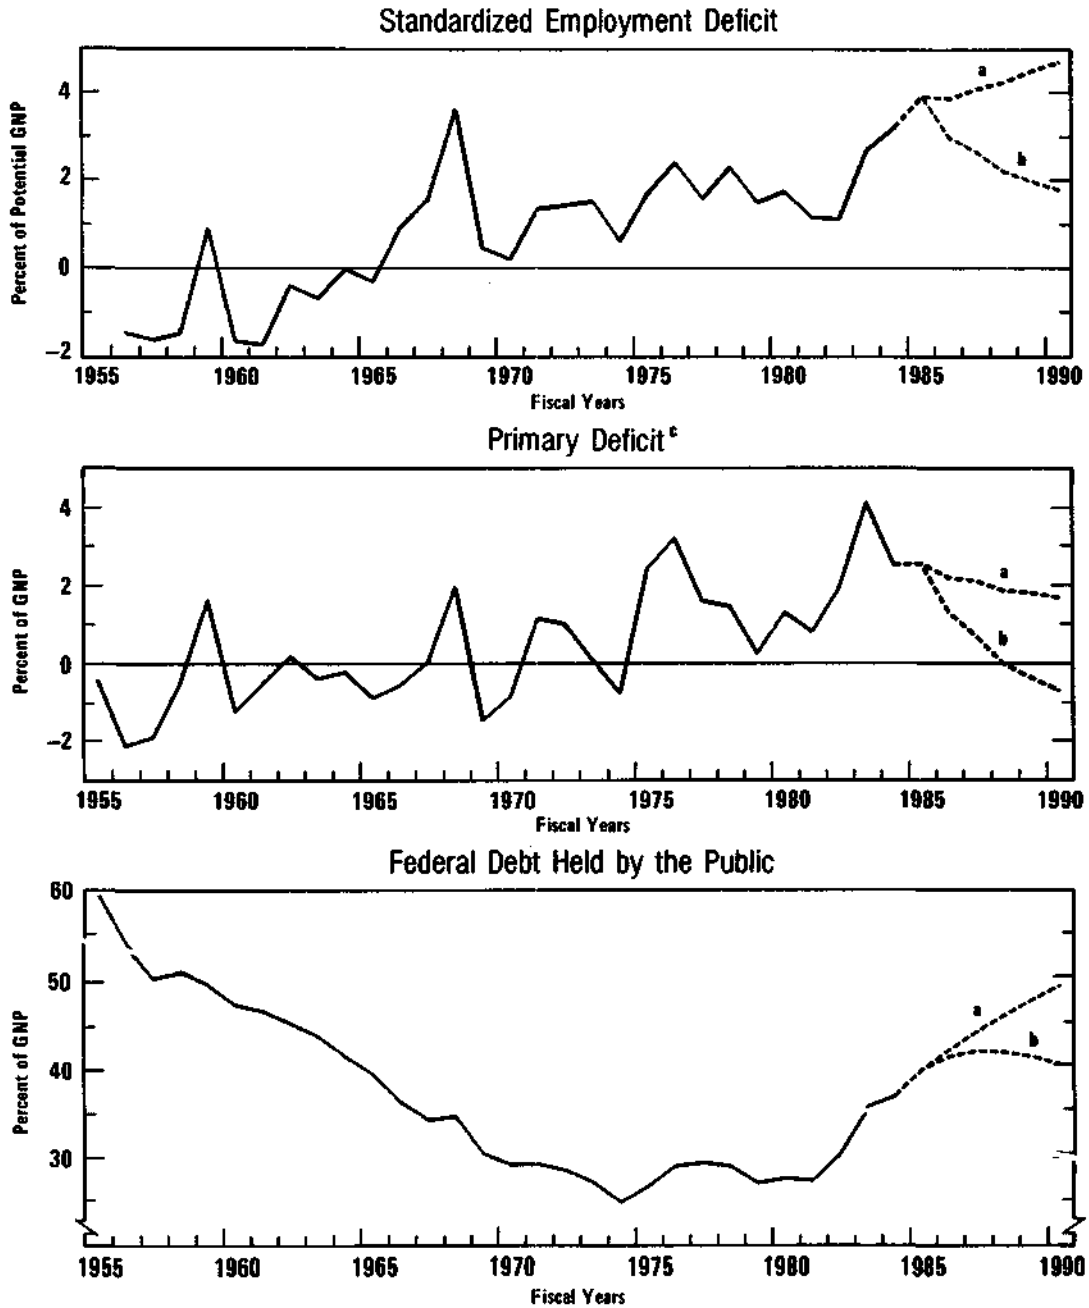 Standardized Employment Deficit
Percent of Potential GNP
4
2
0
−2
a
b
1955 1960 1965 1970 1975 1980 1985 1990
Fiscal Years
Primary Deficit c
Percent of GNP
4
2
0
−2
a
b
1955 1960 1965 1970 1975 1980 1985 1990
Fiscal Years
Federal Debt Held by the Public
Percent of GNP
60
50
40
30
a
b
1955 1960 1965 1970 1975 1980 1985 1990
Fiscal Years